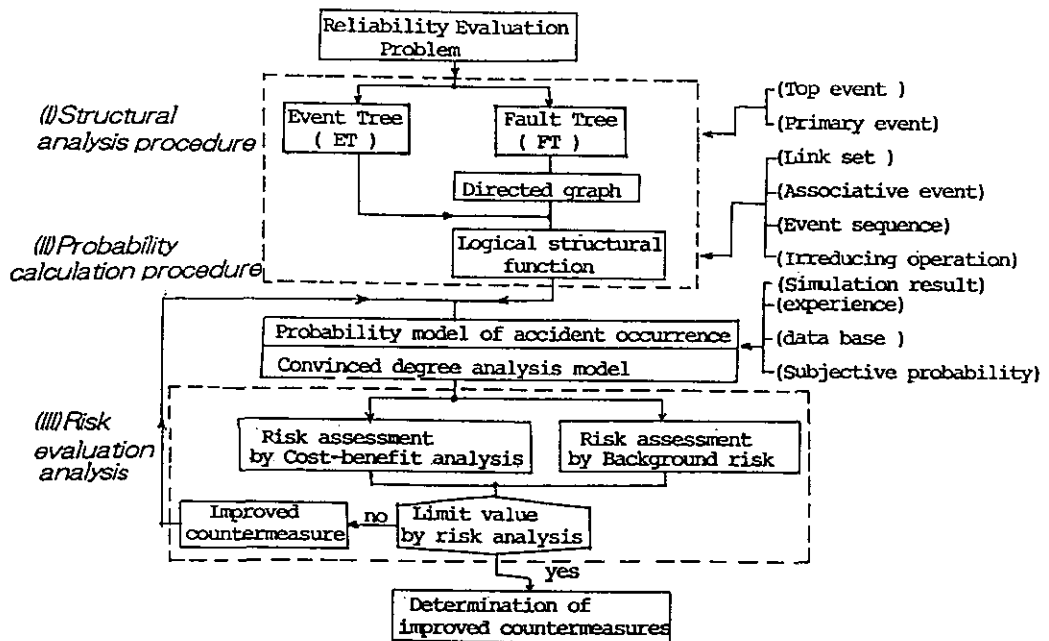 Reliability Evaluation
Problem
(I)Structural
analysis procedure
Event Tree
( ET )
Fault Tree
( FT )
(Top event )
(Primary event)
Directed graph
(Link set )
(Associative event)
(Event sequence)
(Irreducing operation)
(II)Probability
calculation procedure
Logical structural
function
(Simulation result)
(experience)
(data base )
(Subjective probability)
Probability model of accident occurrence
Convinced degree analysis model
(III)Risk
evaluation
analysis
Risk assessment
by Cost-benefit analysis
Risk assessment
by Background risk
Improved
countermeasure
no
Limit value
by risk analysis
yes
Determination of
improved countermeasures